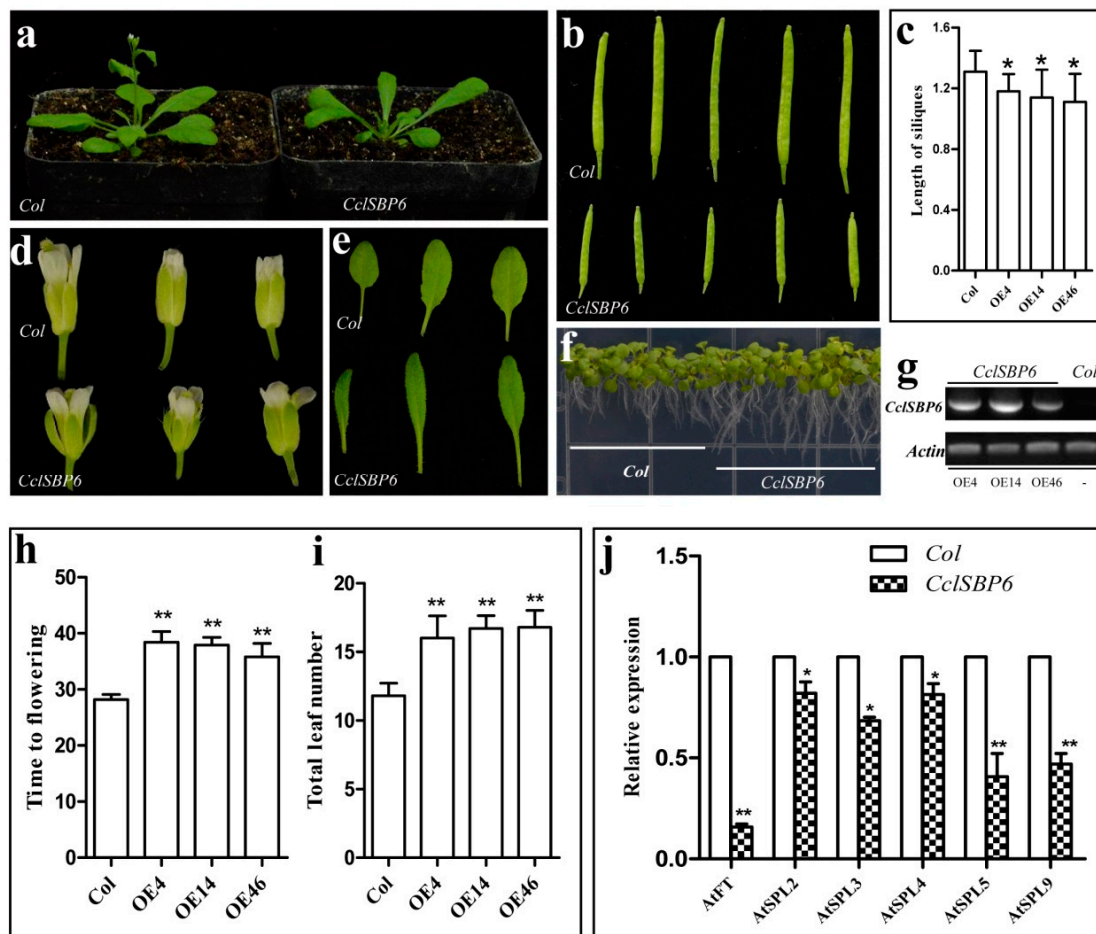 a
Col
CclSBP6
b
Col
CclSBP6
c
Length of siliques
1.6
1.2
0.8
0.4
0.0
Col
OE4
OE14
OE46
*
*
*
d
Col
CclSBP6
e
Col
CclSBP6
f
Col
CclSBP6
g
CclSBP6 Col
CclSBP6
Actin
OE4 OE14 OE46 -
h
Time to flowering
50
40
30
20
10
0
Col
OE4
OE14
OE46
**
**
**
i
Total leaf number
20
15
10
5
0
Col
OE4
OE14
OE46
**
**
**
j
Col
CclSBP6
Relative expression
1.5
1.0
0.5
0.0
**
*
*
*
**
**
AtFT
AtSPL2
AtSPL3
AtSPL4
AtSPL5
AtSPL9